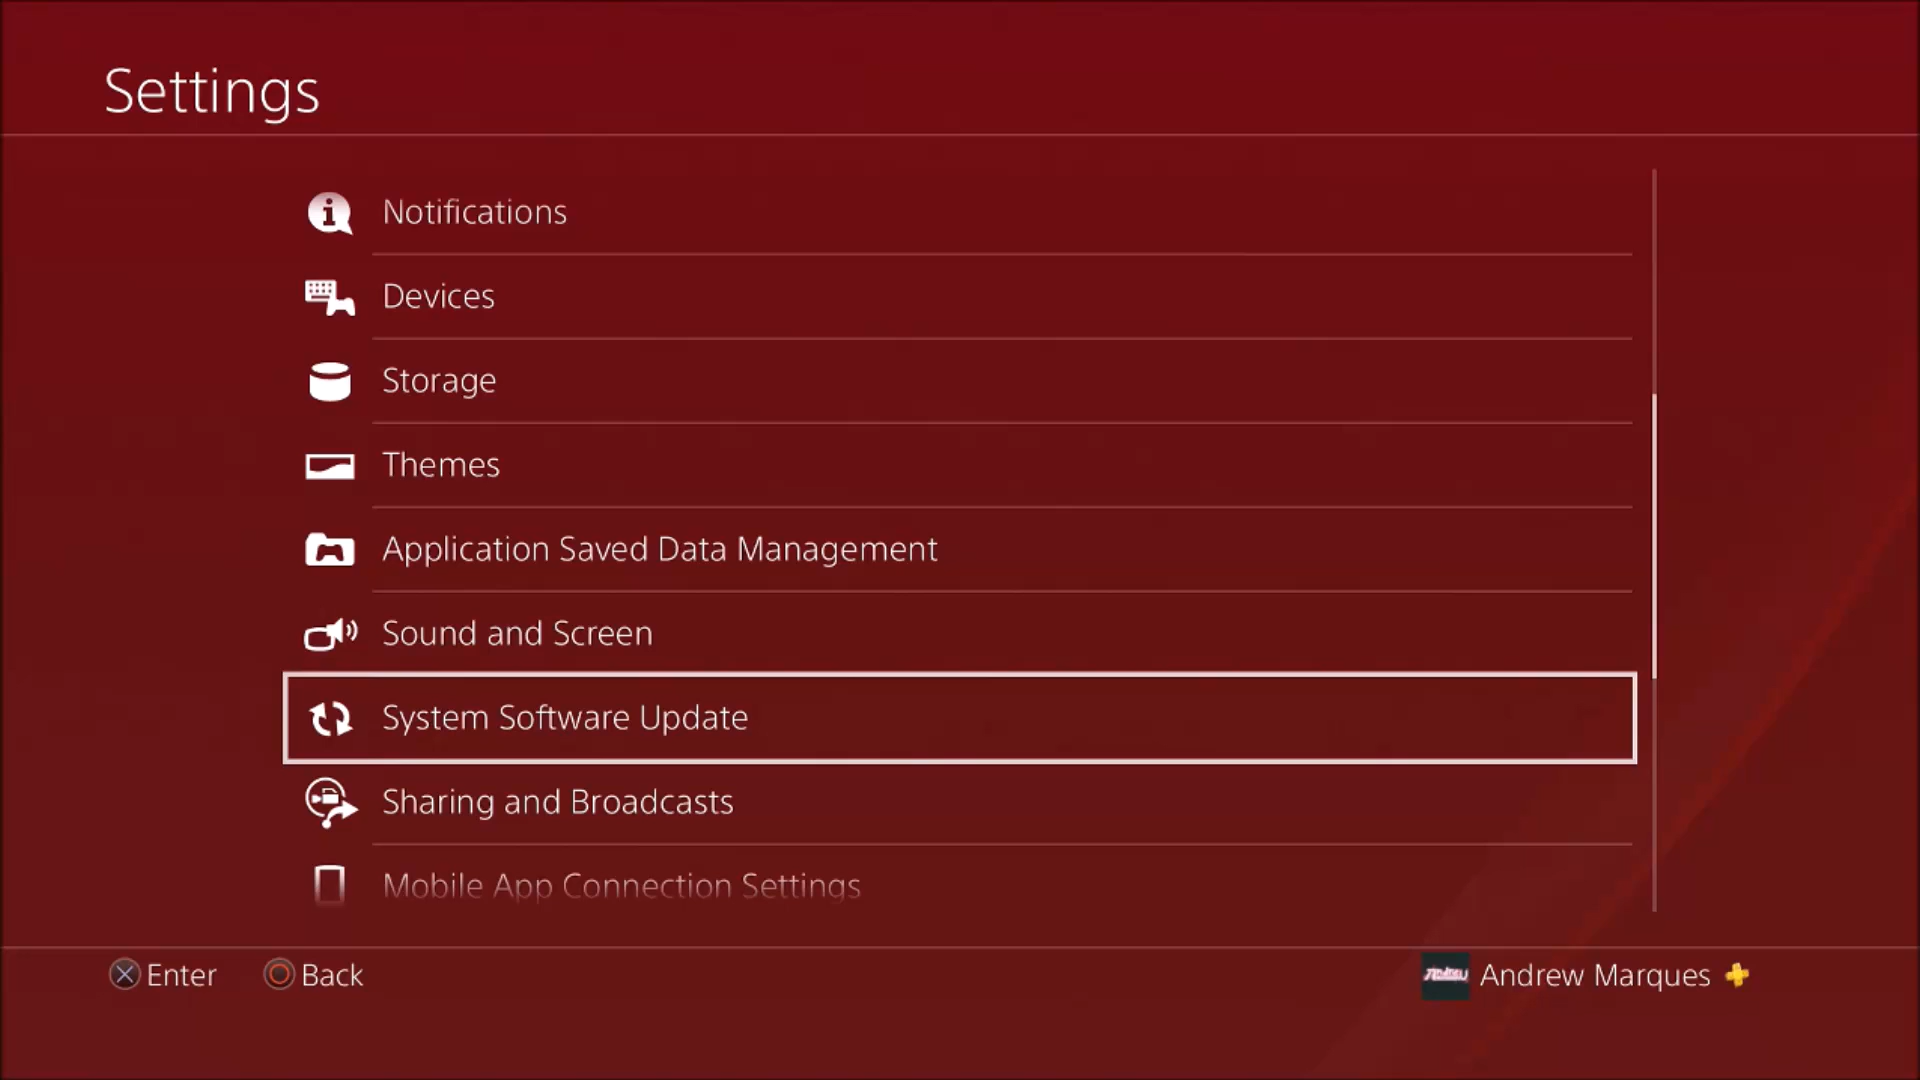 Settings
Notifications
Devices
Storage
Themes
Application Saved Data Management
Sound and Screen
System Software Update
Sharing and Broadcasts
Mobile App Connection Settings
Enter Back Andrew Marques